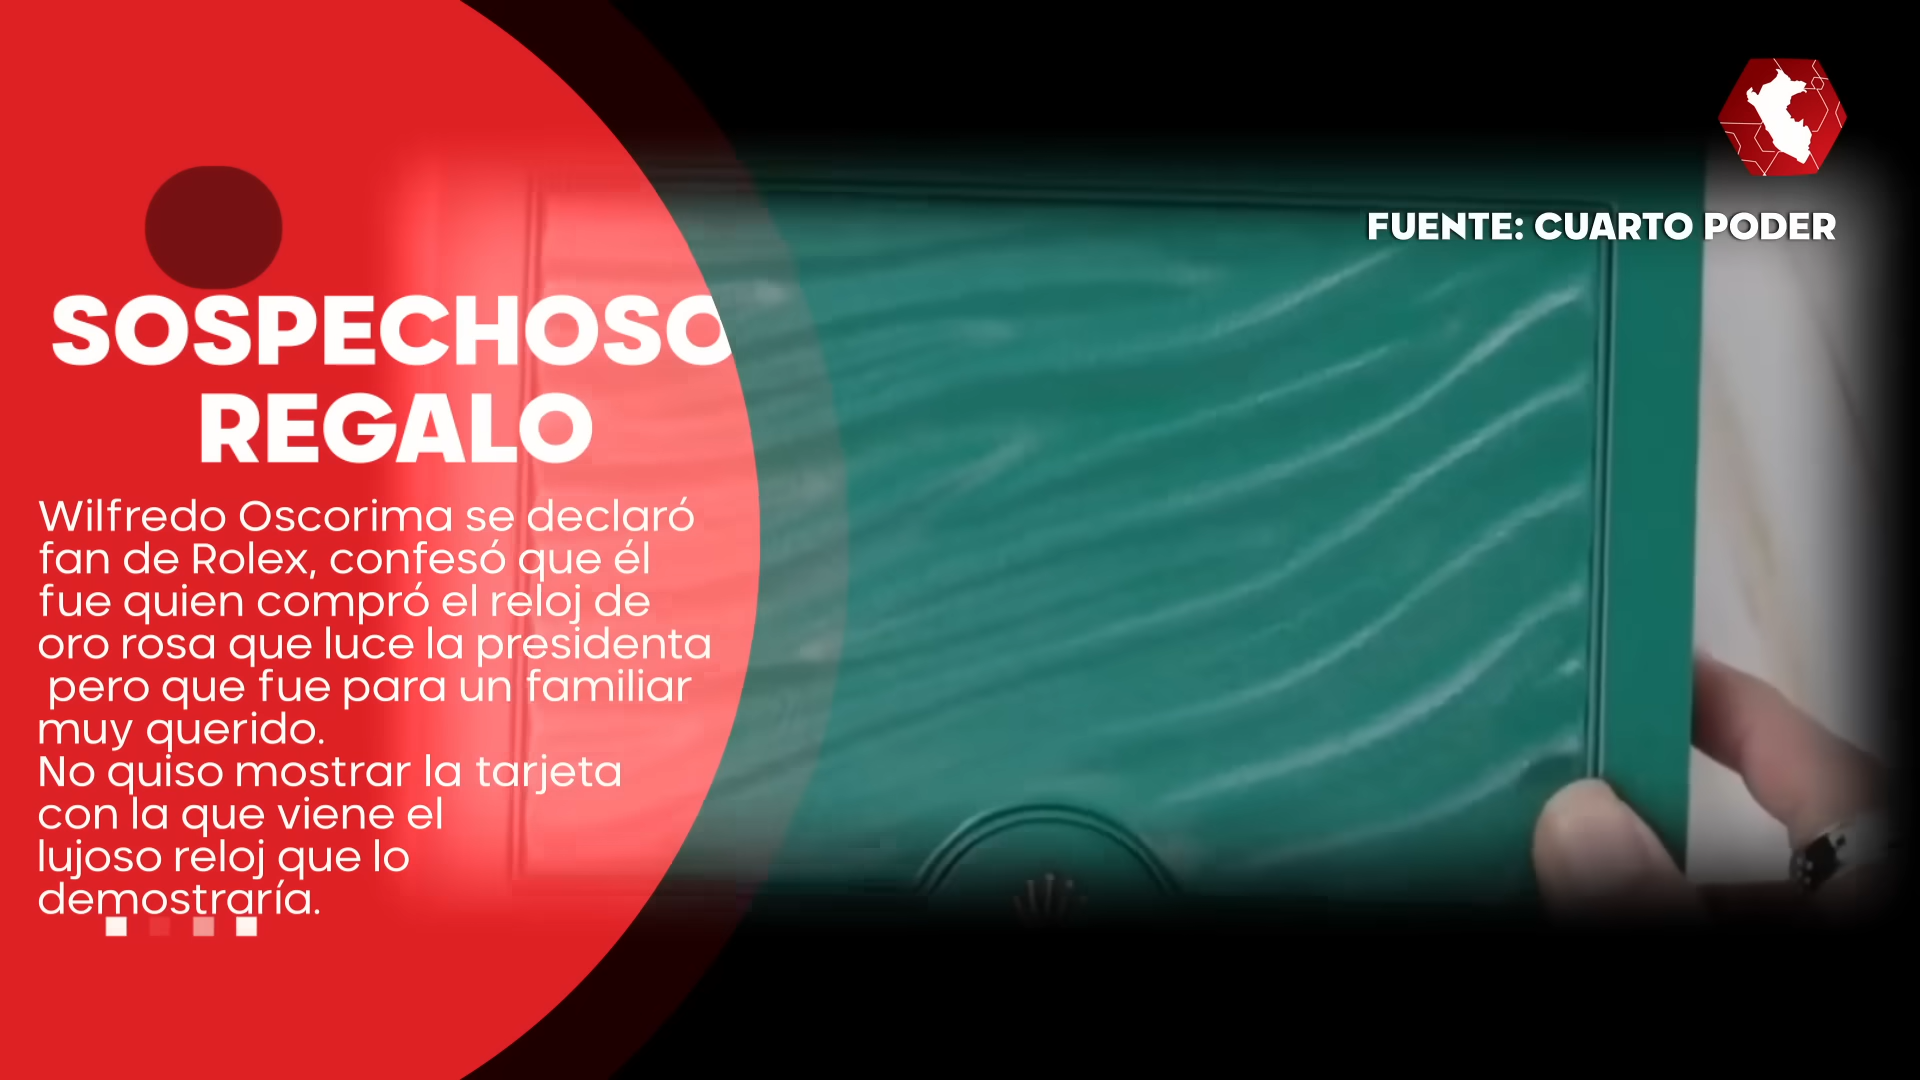 FUENTE: CUARTO PODER
SOSPECHOSO
REGALO
Wilfredo Oscorima se declaró
fan de Rolex, confesó que él
fue quien compró el reloj de
oro rosa que luce la presidenta
pero que fue para un familiar
muy querido.
No quiso mostrar la tarjeta
con la que viene el
lujoso reloj que lo
demostraría.